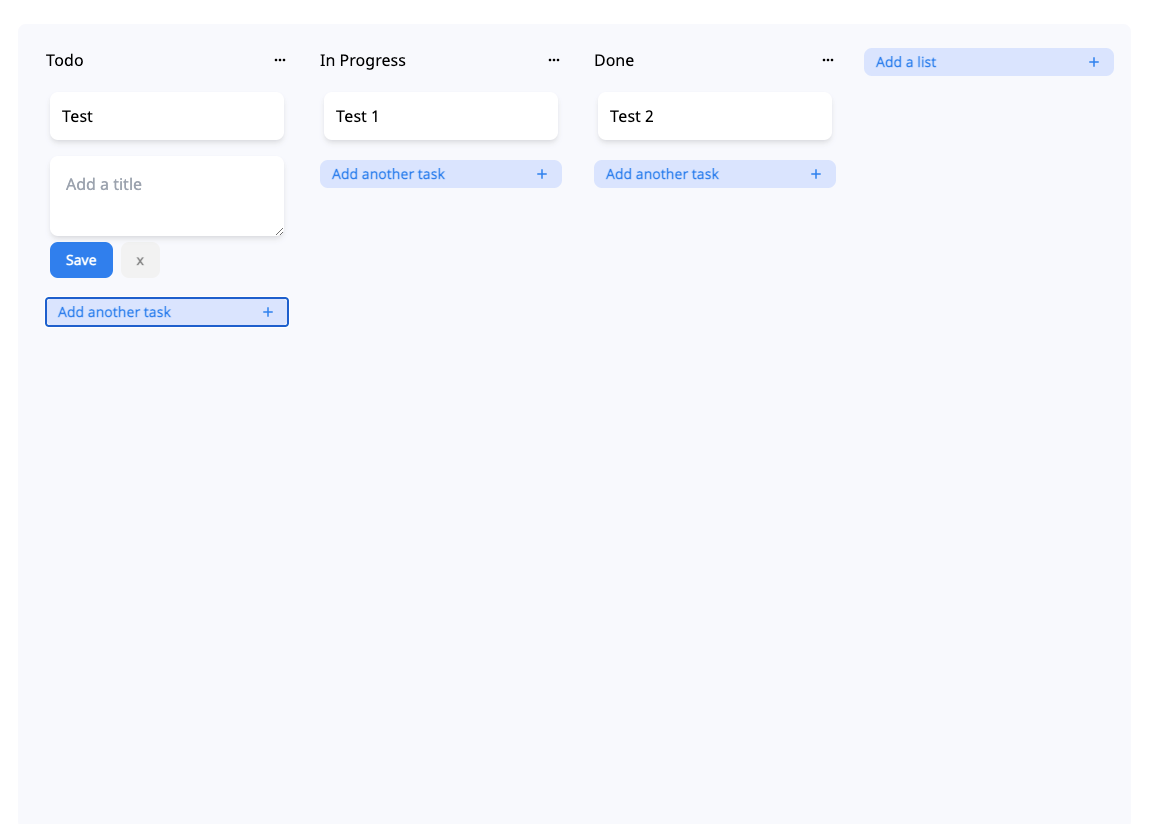 Todo ...
Test
Add a title
Save x
Add another task +
In Progress ...
Test 1
Add another task +
Done ...
Test 2
Add another task +
Add a list +